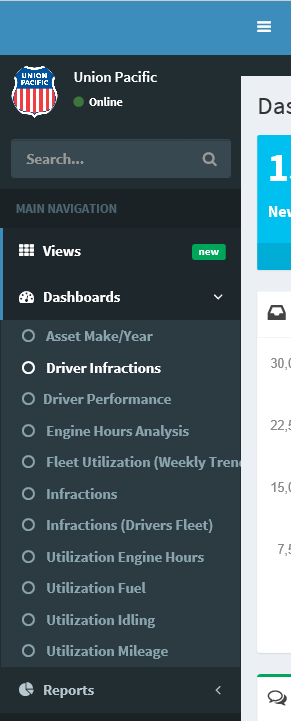 UNION
PACIFIC
Union Pacific
Online
Search...
MAIN NAVIGATION
Views
new
Dashboards
Asset Make/Year
Driver Infractions
Driver Performance
Engine Hours Analysis
Fleet Utilization (Weekly Tren
Infractions
Infractions (Drivers Fleet)
Utilization Engine Hours
Utilization Fuel
Utilization Idling
Utilization Mileage
Reports
Das
1
New
30,0
22,5
15,0
7,5